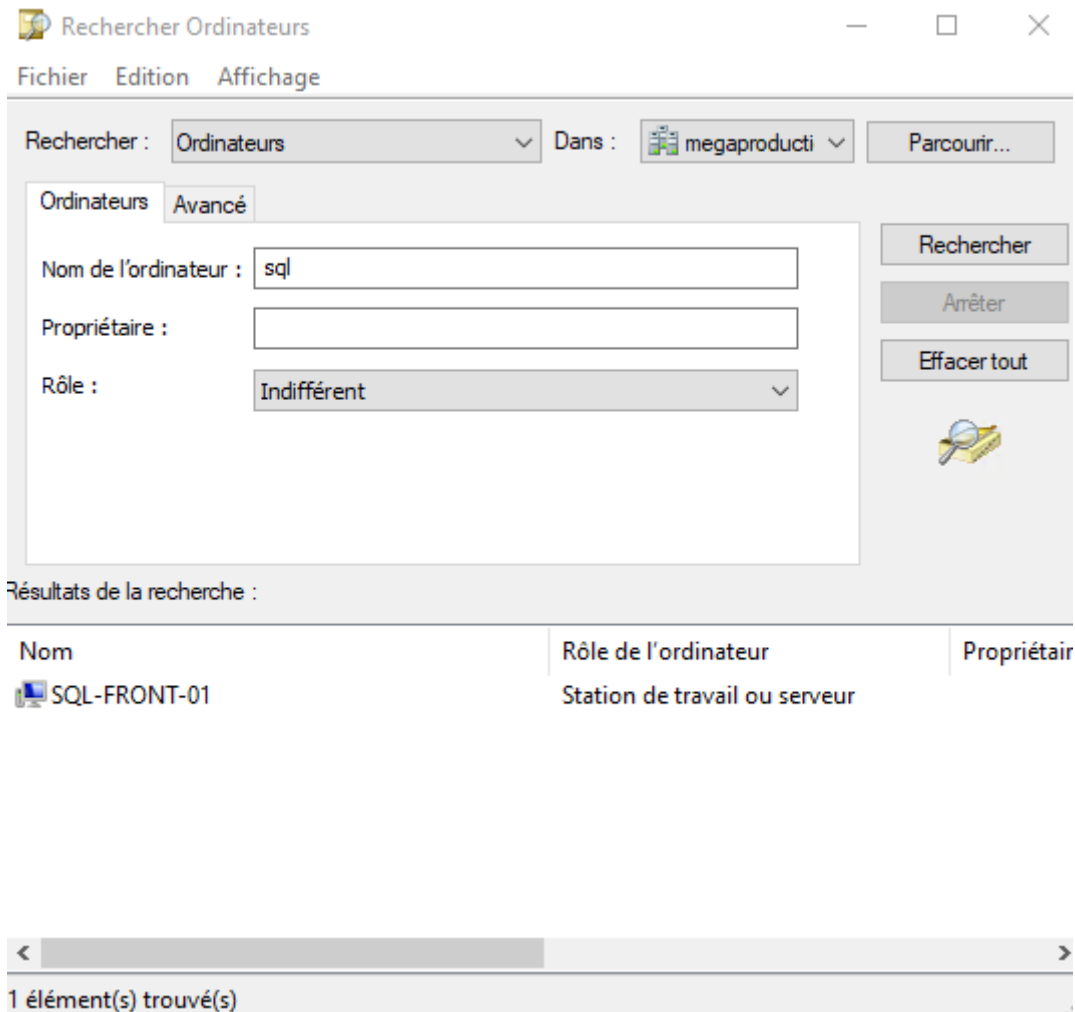 Rechercher Ordinateurs
Fichier Edition Affichage
Rechercher : Ordinateurs Dans : megaproducti Parcourir...
Ordinateurs Avancé
Nom de l'ordinateur : sql
Propriétaire :
Rôle : Indifférent
Rechercher
Arrêter
Effacer tout
Résultats de la recherche :
Nom Rôle de l'ordinateur Propriétair
SQL-FRONT-01 Station de travail ou serveur
1 élément(s) trouvé(s)